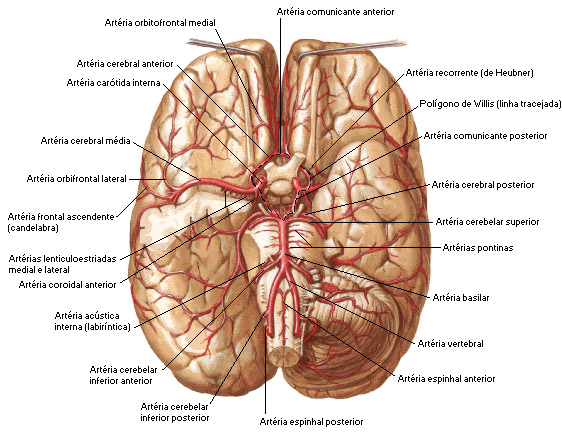 Artéria comunicante anterior
Artéria orbitofrontal medial
Artéria cerebral anterior
Artéria carótida interna
Artéria recorrente (de Heubner)
Polígono de Willis (linha tracejada)
Artéria comunicante posterior
Artéria cerebral média
Artéria orbifrontal lateral
Artéria cerebral posterior
Artéria frontal ascendente
(candelabra)
Artéria cerebelar superior
Artérias pontinas
Artérias lenticuloestriadas
medial e lateral
Artéria coroidal anterior
Artéria basilar
Artéria acústica
interna (labiríntica)
Artéria vertebral
Artéria cerebelar
inferior anterior
Artéria espinhal anterior
Artéria cerebelar
inferior posterior
Artéria espinhal posterior